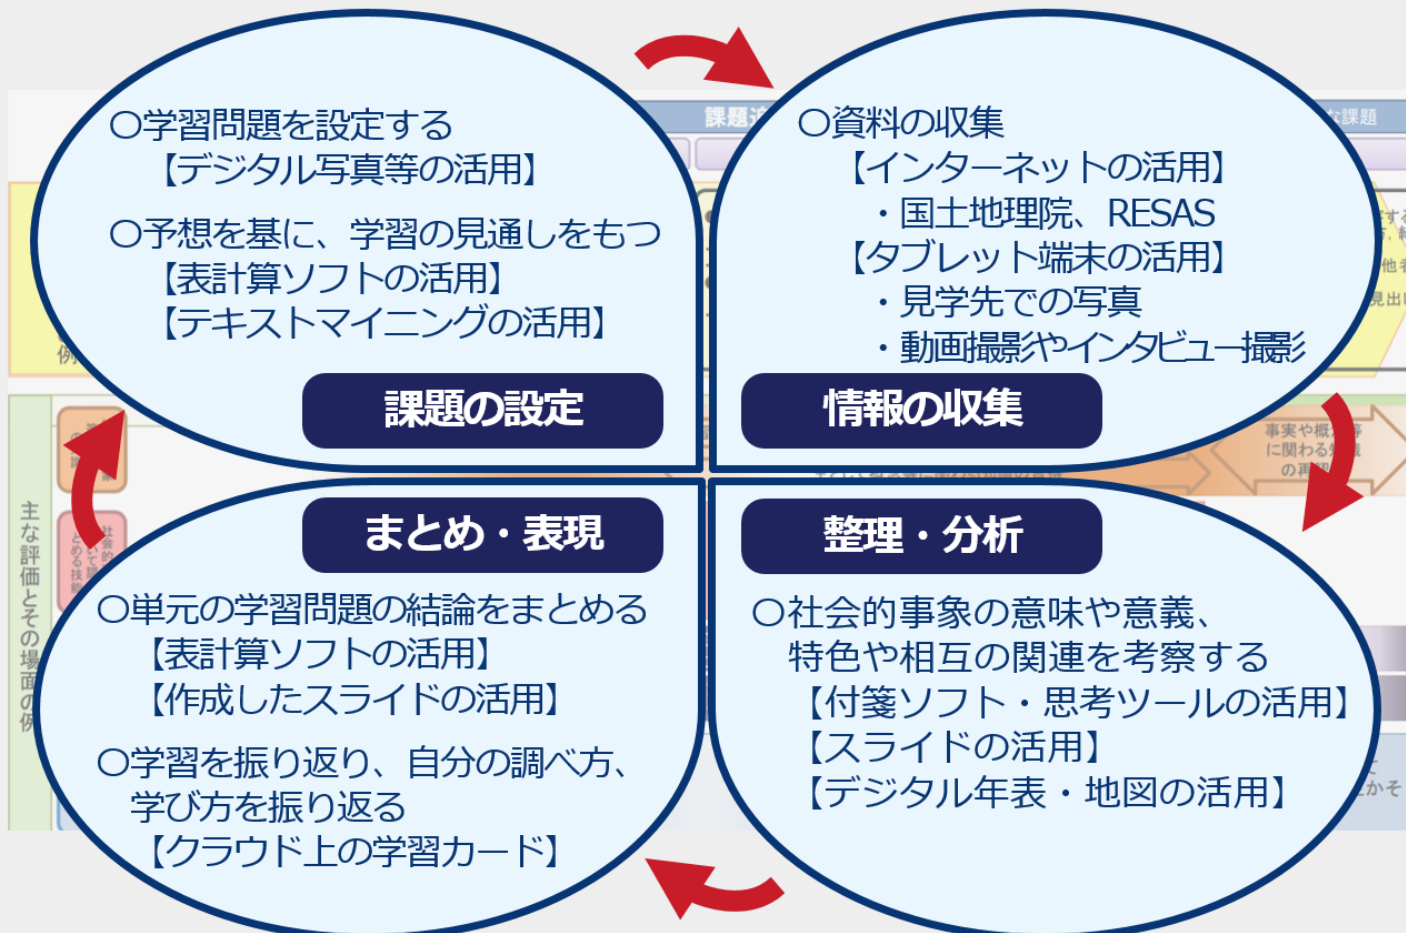 〇学習問題を設定する
【デジタル写真等の活用】
〇予想を基に、学習の見通しをもつ
【表計算ソフトの活用】
【テキストマイニングの活用】
課題の設定
〇資料の収集
【インターネットの活用】
・国土地理院、RESAS
【タブレット端末の活用】
・見学先での写真
・動画撮影やインタビュー撮影
情報の収集
まとめ・表現
〇単元の学習問題の結論をまとめる
【表計算ソフトの活用】
【作成したスライドの活用】
〇学習を振り返り、自分の調べ方、
学び方を振り返る
【クラウド上の学習カード】
整理・分析
〇社会的事象の意味や意義、
特色や相互の関連を考察する
【付箋ソフト・思考ツールの活用】
【スライドの活用】
【デジタル年表・地図の活用】
主な評価とその場面の例
課題
事実や概
に関わる
の再